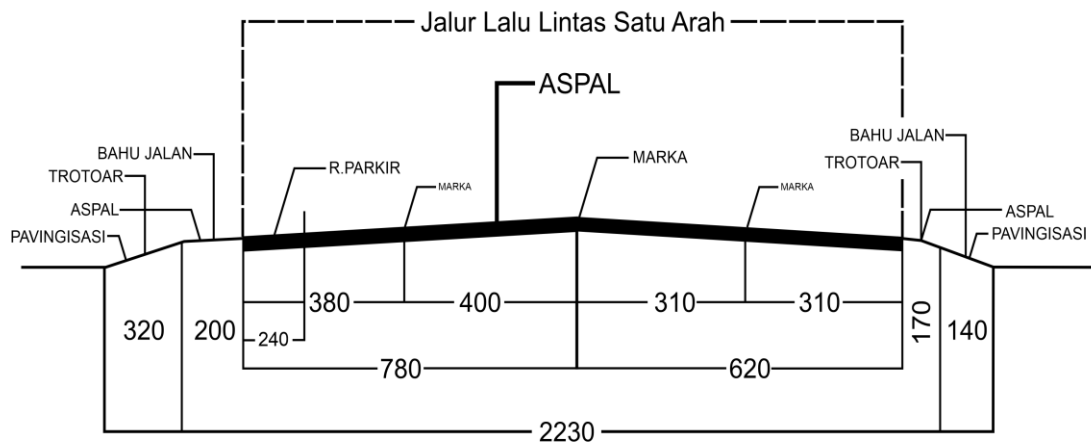 Jalur Lalu Lintas Satu Arah
ASPAL
BAHU JALAN
TROTOAR
ASPAL
PAVINGISASI
R.PARKIR
MARKA
MARKA
MARKA
BAHU JALAN
TROTOAR
ASPAL
PAVINGISASI
320
200
380
400
310
310
170
140
240
780
620
2230